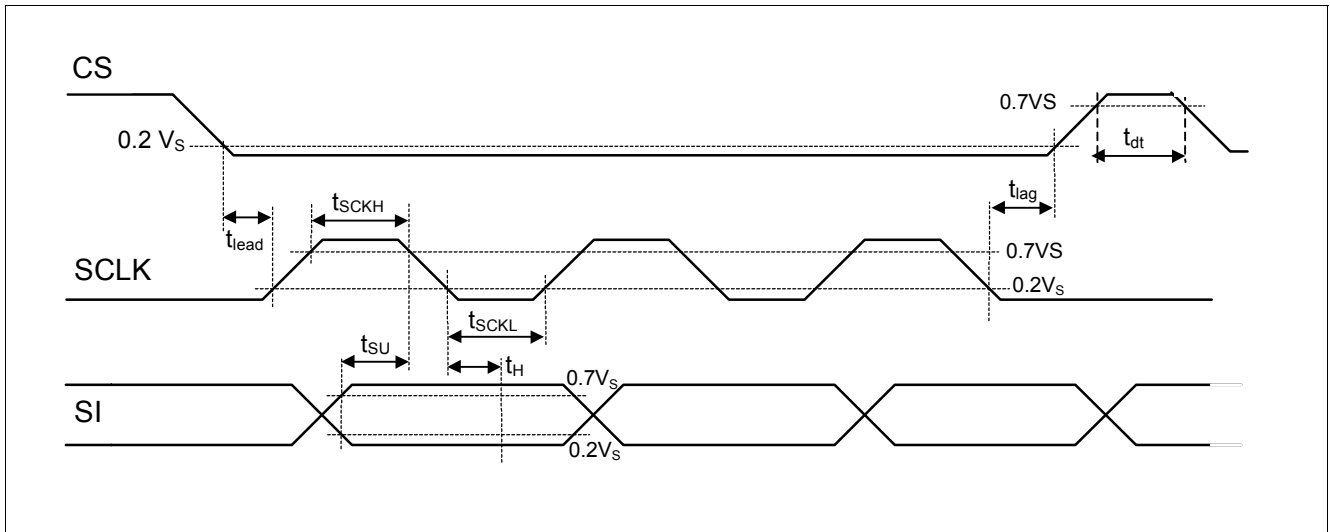 CS
0.7VS
0.2 VS
tdt
tSCKH
tlag
tlead
0.7VS
SCLK
0.2VS
tSCKL
tSU
tH
0.7VS
SI
0.2VS